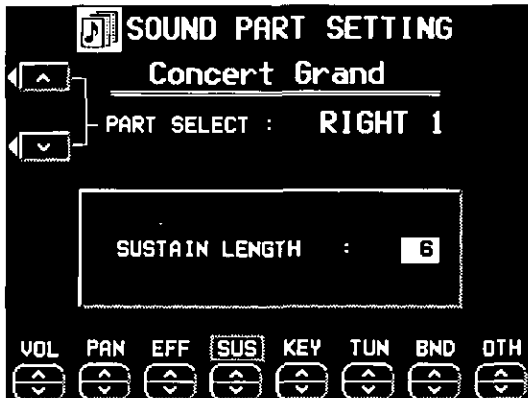 SOUND PART SETTING
Concert Grand
PART SELECT : RIGHT 1
SUSTAIN LENGTH : 6
VOL PAN EFF SUS KEY TUN BND OTH